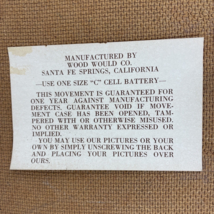 MANUFACTURED BY
WOOD WOULD CO.
SANTA FE SPRINGS, CALIFORNIA
—USE ONE SIZE "C" CELL BATTERY—
THIS MOVEMENT IS GUARANTEED FOR
ONE YEAR AGAINST MANUFACTURING
DEFECTS. GUARANTEE VOID IF MOVE-
MENT CASE HAS BEEN OPENED, TAM-
PERED WITH OR OTHERWISE MISUSED.
NO OTHER WARRANTY EXPRESSED OR
IMPLIED.
YOU MAY USE OUR PICTURES OR YOUR
OWN BY SIMPLY UNSCREWING THE BACK
AND PLACING YOUR PICTURES OVER
OURS.